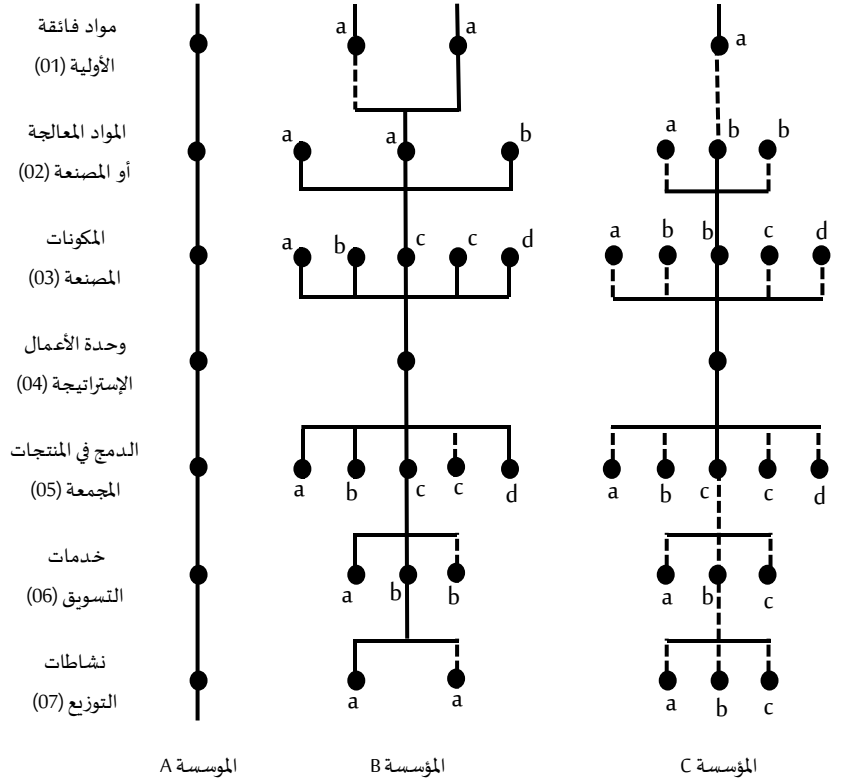 مواد فائقة
الأولية (01)
a a a
المواد المعالجة
أو المصنعة (02)
a a b a b b
المكونات
المصنعة (03)
a b c c d a b b c d
وحدة الأعمال
الإستراتيجة (04)
الدمج في المنتجات
المجمعة (05)
a b c c d a b c c d
خدمات
التسويق (06)
a b b a b c
نشاطات
التوزيع (07)
a a a b c
الموسسة A المؤسسة B المؤسسة C